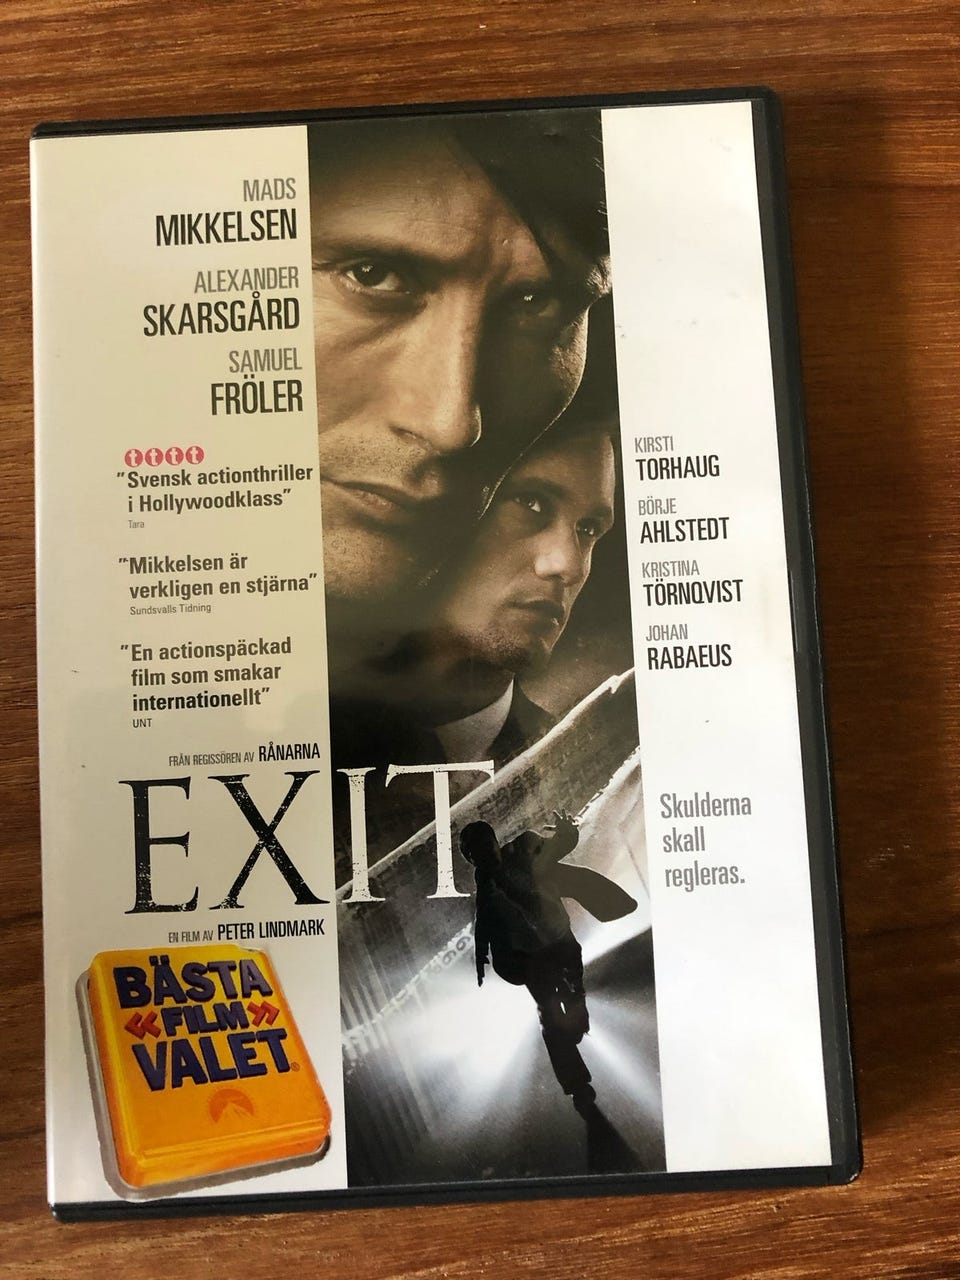 MADS
MIKKELSEN
ALEXANDER
SKARSGÅRD
SAMUEL
FRÖLER
tttt
"Svensk actionthriller
i Hollywoodklass"
Tara
"Mikkelsen är
verkligen en stjärna"
Sundsvalls Tidning
"En actionspäckad
film som smakar
internationellt"
UNT
FRÅN REGISSÖREN AV RÅNARNA
EXIT
EN FILM AV PETER LINDMARK
BÄSTA
«FILM»
VALET®
KIRSTI
TORHAUG
BÖRJE
AHLSTEDT
KRISTINA
TÖRNQVIST
JOHAN
RABAEUS
Skulderna
skall
regleras.